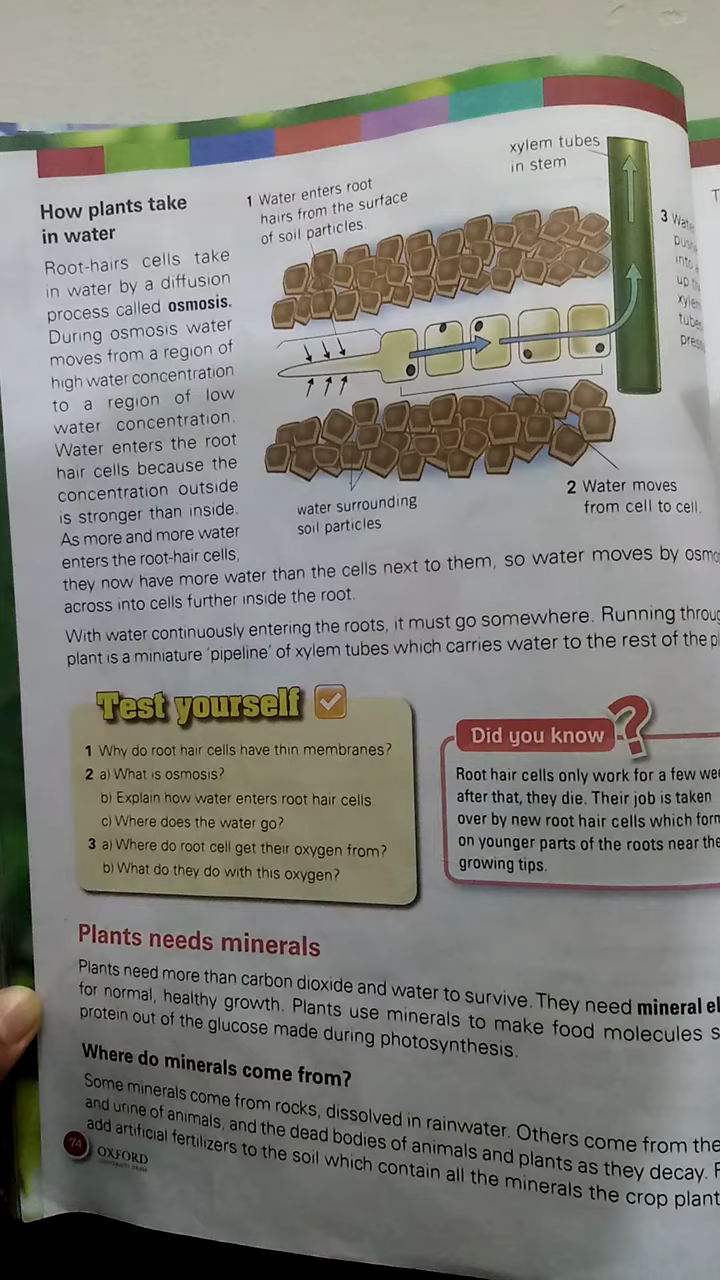 How plants take
in water
Root-hairs cells take
in water by a diffusion
process called osmosis.
During osmosis water
moves from a region of
high water concentration
to a region of low
water concentration.
Water enters the root
hair cells because the
concentration outside
is stronger than inside.
As more and more water
enters the root-hair cells,
they now have more water than the cells next to them, so water moves by
across into cells further inside the root.
1 Water enters root
hairs from the surface
of soil particles.
xylem tubes
in stem
3
into
up
tube
water surrounding
soil particles
2 Water moves
from cell to cell.
With water continuously entering the roots, it must go somewhere. Running
plant is a miniature 'pipeline' of xylem tubes which carries water to the rest of the
Test yourself
1 Why do root hair cells have thin membranes?
2 a) What is osmosis?
b) Explain how water enters root hair cells.
c) Where does the water go?
3 a) Where do root cell get their oxygen from?
b) What do they do with this oxygen?
Did you know ?
Root hair cells only work for a few
after that, they die. Their job is taken
over by new root hair cells which form
on younger parts of the roots near the
growing tips.
Plants needs minerals
Plants need more than carbon dioxide and water to survive. They need mineral
for normal, healthy growth. Plants use minerals to make food molecules
protein out of the glucose made during photosynthesis.
Where do minerals come from?
Some minerals come from rocks, dissolved in rainwater. Others come from the
and urine of animals, and the dead bodies of animals and plants as they decay.
add artificial fertilizers to the soil which contain all the minerals the crop plant
74
OXFORD